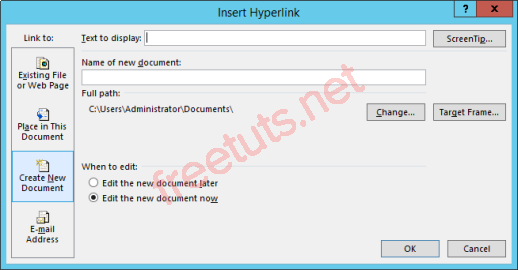 Insert Hyperlink
Link to:
Text to display:
ScreenTip...
Existing File
or Web Page
Name of new document:
Full path:
C:\Users\Administrator\Documents\
Change...
Target Frame...
Place in This
Document
Create New
Document
When to edit:
Edit the new document later
Edit the new document now
E-mail
Address
OK
Cancel
freetuts.net